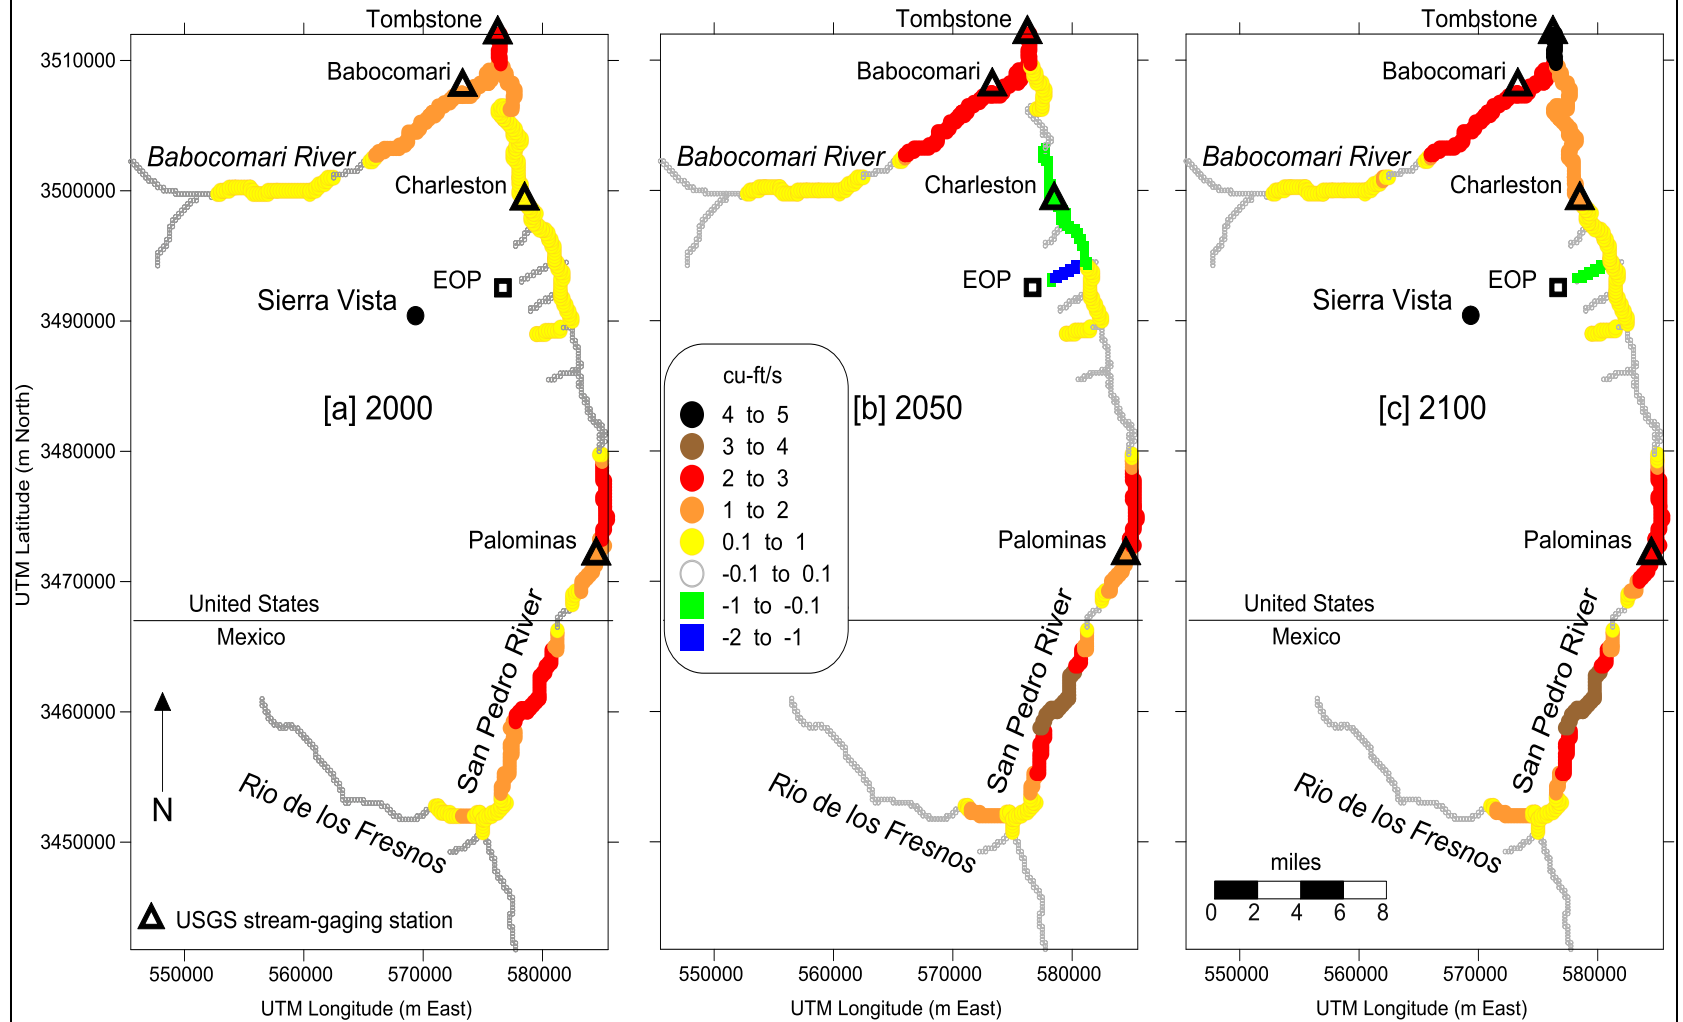 Tombstone
Tombstone
Tombstone
3510000
Babocomari
Babocomari
Babocomari
Babocomari River
Babocomari River
Babocomari River
3500000
Charleston
Charleston
Charleston
EOP
EOP
EOP
Sierra Vista
Sierra Vista
3490000
[a] 2000
[b] 2050
[c] 2100
cu-ft/s
4 to 5
3 to 4
2 to 3
1 to 2
0.1 to 1
-0.1 to 0.1
-1 to -0.1
-2 to -1
UTM Latitude (m North)
3480000
Palominas
Palominas
Palominas
3470000
United States
Mexico
United States
Mexico
San Pedro River
San Pedro River
San Pedro River
3460000
N
Rio de los Fresnos
Rio de los Fresnos
Rio de los Fresnos
3450000
miles
0 2 4 6 8
USGS stream-gaging station
550000 560000 570000 580000
550000 560000 570000 580000
550000 560000 570000 580000
UTM Longitude (m East)
UTM Longitude (m East)
UTM Longitude (m East)